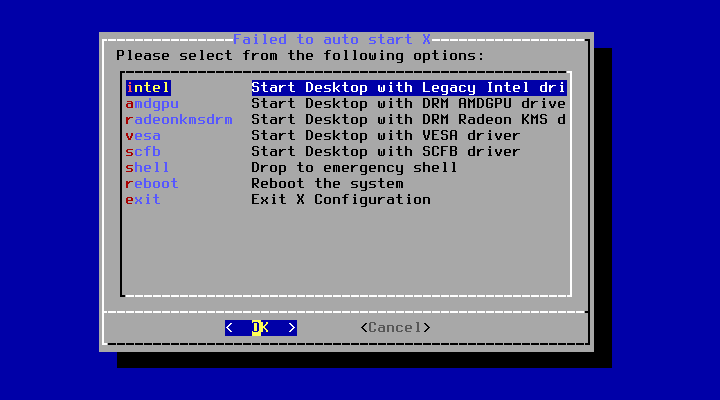 Failed to auto start X
Please select from the following options:
intel Start Desktop with Legacy Intel dri
amdgpu Start Desktop with DRM AMDGPU drive
radeonkmsdrm Start Desktop with DRM Radeon KMS d
vesa Start Desktop with VESA driver
scfb Start Desktop with SCFB driver
shell Drop to emergency shell
reboot Reboot the system
exit Exit X Configuration
< OK > <Cancel>